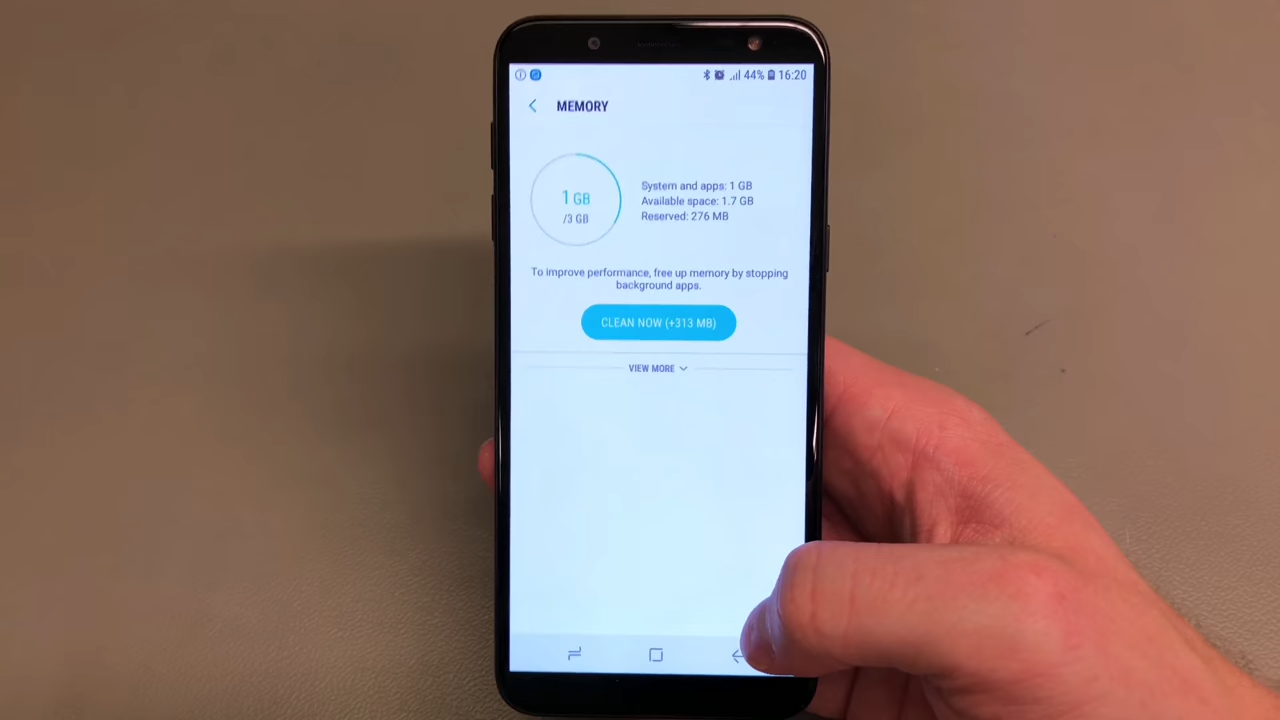 44% 16:20
MEMORY
1 GB
/3 GB
System and apps: 1 GB
Available space: 1.7 GB
Reserved: 276 MB
To improve performance, free up memory by stopping
background apps.
CLEAN NOW (+313 MB)
VIEW MORE